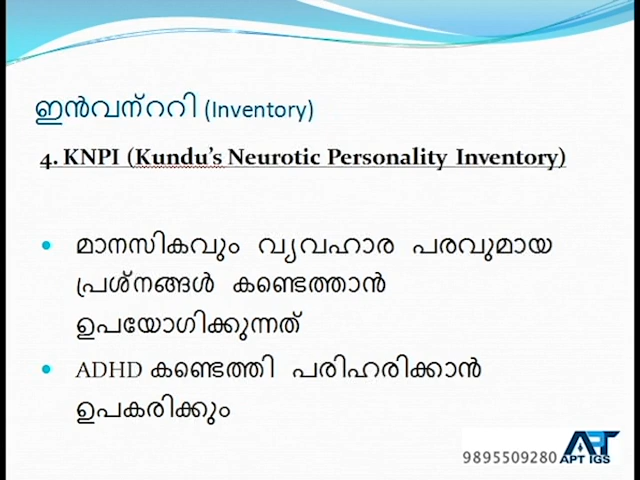 ഇൻവന്ററി (Inventory)
4. KNPI (Kundu's Neurotic Personality Inventory)
മാനസികവും വ്യവഹാര പരവുമായ
പ്രശ്നങ്ങൾ കണ്ടെത്താൻ
ഉപയോഗിക്കുന്നത്
ADHD കണ്ടെത്തി പരിഹരിക്കാൻ
ഉപകരിക്കും
9895509280 APT IGS